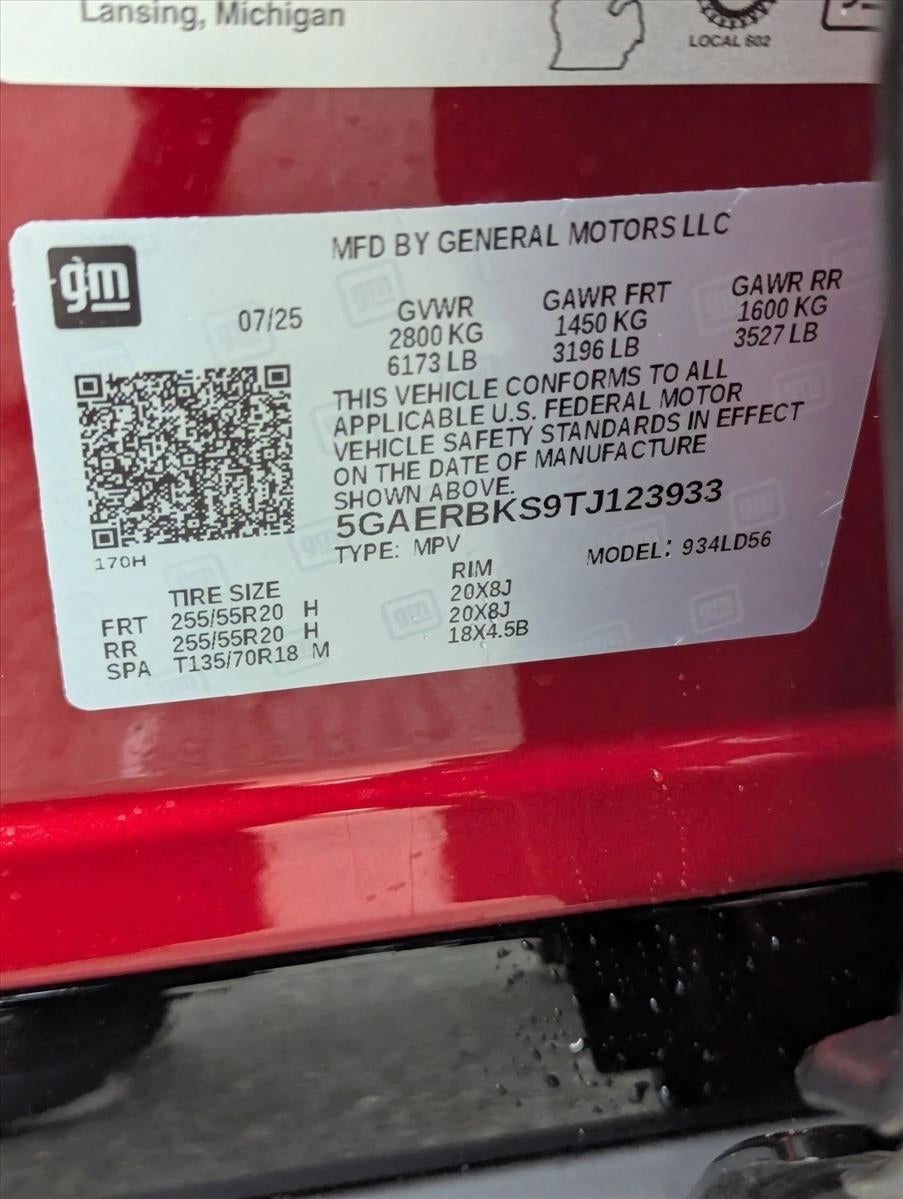 Lansing, Michigan
LOCAL 602
gm
MFD BY GENERAL MOTORS LLC
07/25
GVWR GAWR FRT GAWR RR
2800 KG 1450 KG 1600 KG
6173 LB 3196 LB 3527 LB
THIS VEHICLE CONFORMS TO ALL
APPLICABLE U.S. FEDERAL MOTOR
VEHICLE SAFETY STANDARDS IN EFFECT
ON THE DATE OF MANUFACTURE
SHOWN ABOVE.
5GAERBKS9TJ123933
170H
TYPE: MPV MODEL: 934LD56
TIRE SIZE RIM
FRT 255/55R20 H 20X8J
RR 255/55R20 H 20X8J
SPA T135/70R18 M 18X4.5B